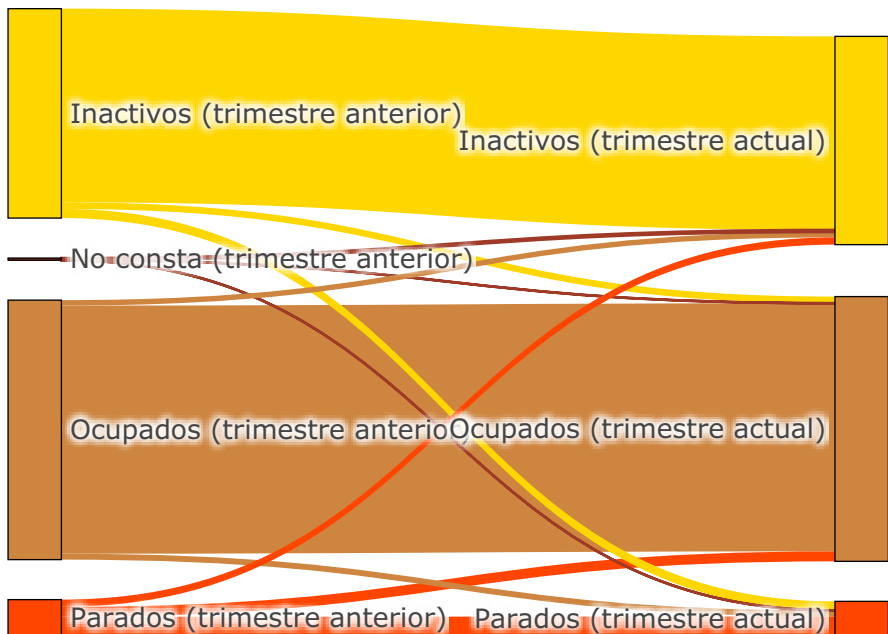 Inactivos (trimestre anterior)
Inactivos (trimestre actual)
No consta (trimestre anterior)
Ocupados (trimestre anterio
Ocupados (trimestre actual)
Parados (trimestre anterior)
Parados (trimestre actual)